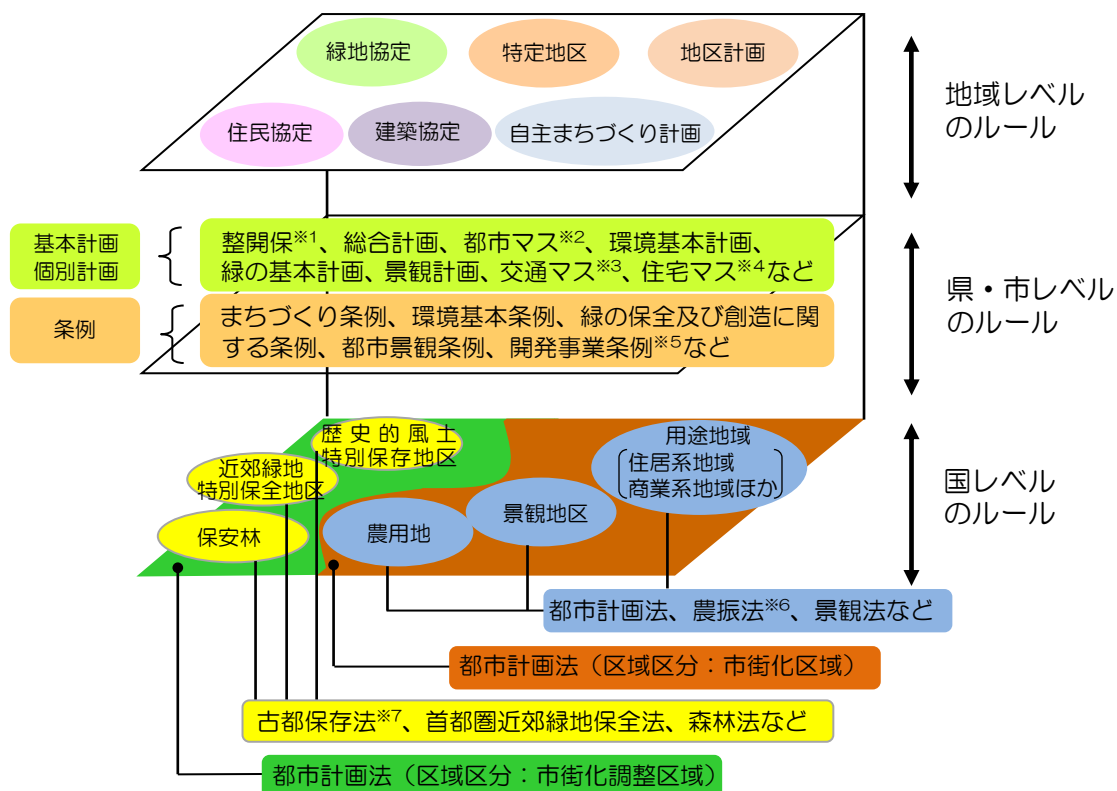 緑地協定
特定地区
地区計画
住民協定
建築協定
自主まちづくり計画
地域レベル
のルール
基本計画
個別計画
整開保※1、総合計画、都市マス※2、環境基本計画、
緑の基本計画、景観計画、交通マス※3、住宅マス※4など
条例
まちづくり条例、環境基本条例、緑の保全及び創造に関
する条例、都市景観条例、開発事業条例※5など
県・市レベル
のルール
歴史的風土
特別保存地区
近郊緑地
特別保全地区
保安林
農用地
景観地区
用途地域
住居系地域
商業系地域ほか
国レベル
のルール
都市計画法、農振法※6、景観法など
都市計画法（区域区分：市街化区域）
古都保存法※7、首都圏近郊緑地保全法、森林法など
都市計画法（区域区分：市街化調整区域）